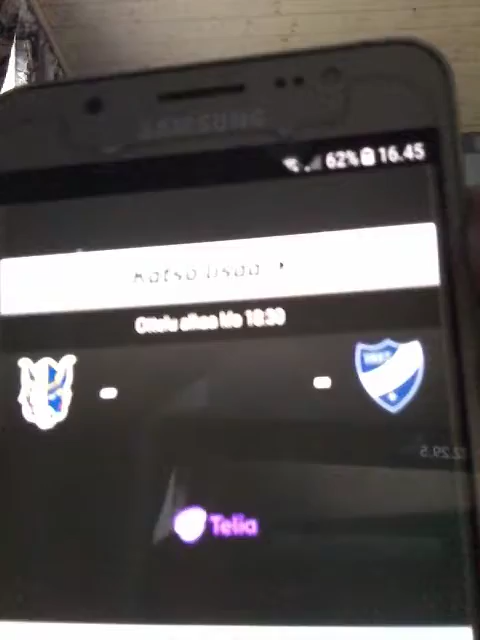 SAMSUNG
62% 16.45
Katso lisää
Ottelu alkaa klo 18:30
Telia